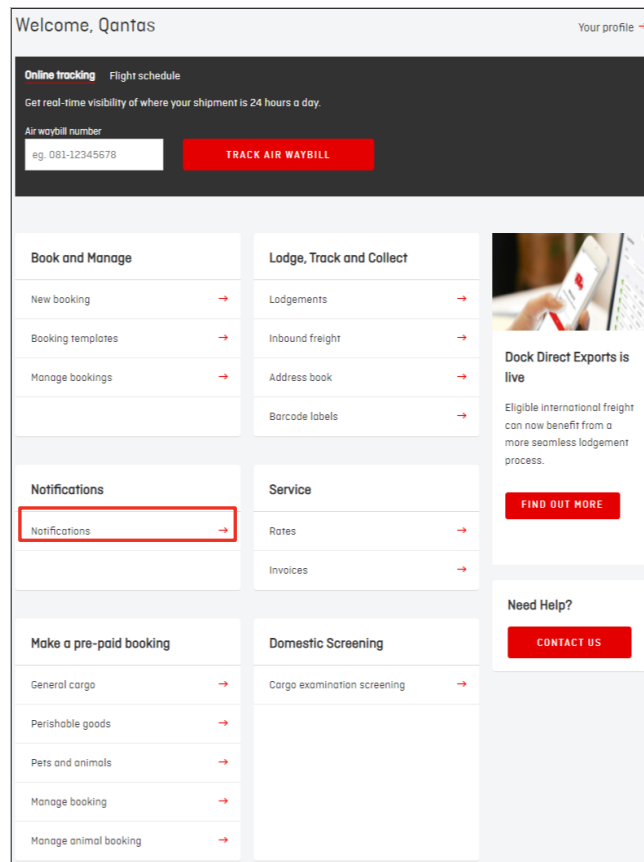 Welcome, Qantas
Your profile →
Online tracking Flight schedule
Get real-time visibility of where your shipment is 24 hours a day.
Air waybill number
eg. 081-12345678
TRACK AIR WAYBILL
Book and Manage
New booking →
Booking templates →
Manage bookings →
Lodge, Track and Collect
Lodgements →
Inbound freight →
Address book →
Barcode labels →
Dock Direct Exports is
live
Eligible international freight
can now benefit from a
more seamless lodgement
process.
FIND OUT MORE
Notifications
Notifications →
Service
Rates →
Invoices →
Need Help?
CONTACT US
Make a pre-paid booking
General cargo →
Perishable goods →
Pets and animals →
Manage booking →
Manage animal booking →
Domestic Screening
Cargo examination screening →